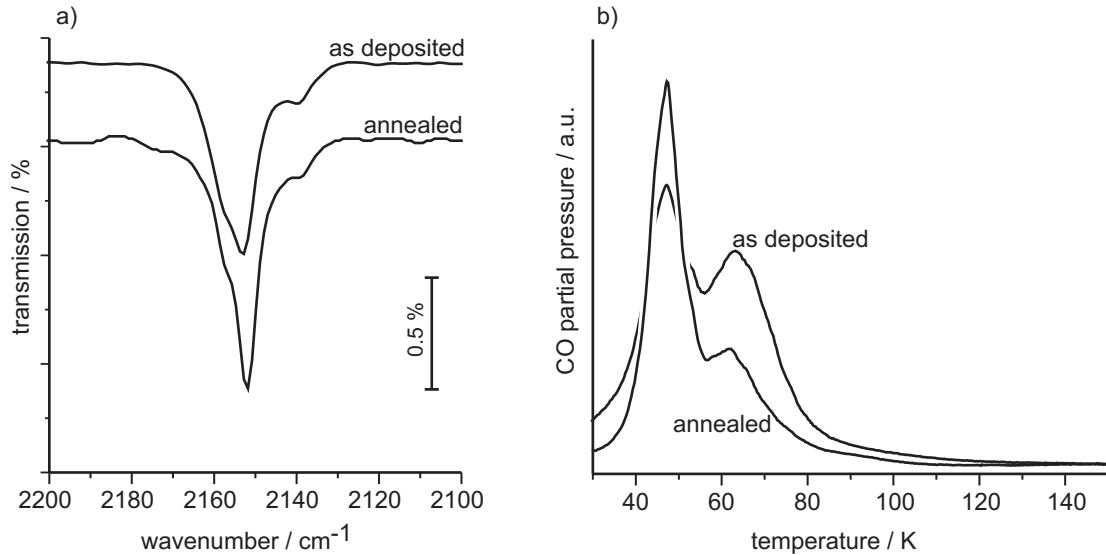 a)
as deposited
annealed
transmission / %
0.5 %
2200 2180 2160 2140 2120 2100
wavenumber / cm-1
b)
CO partial pressure / a.u.
as deposited
annealed
40 60 80 100 120 140
temperature / K